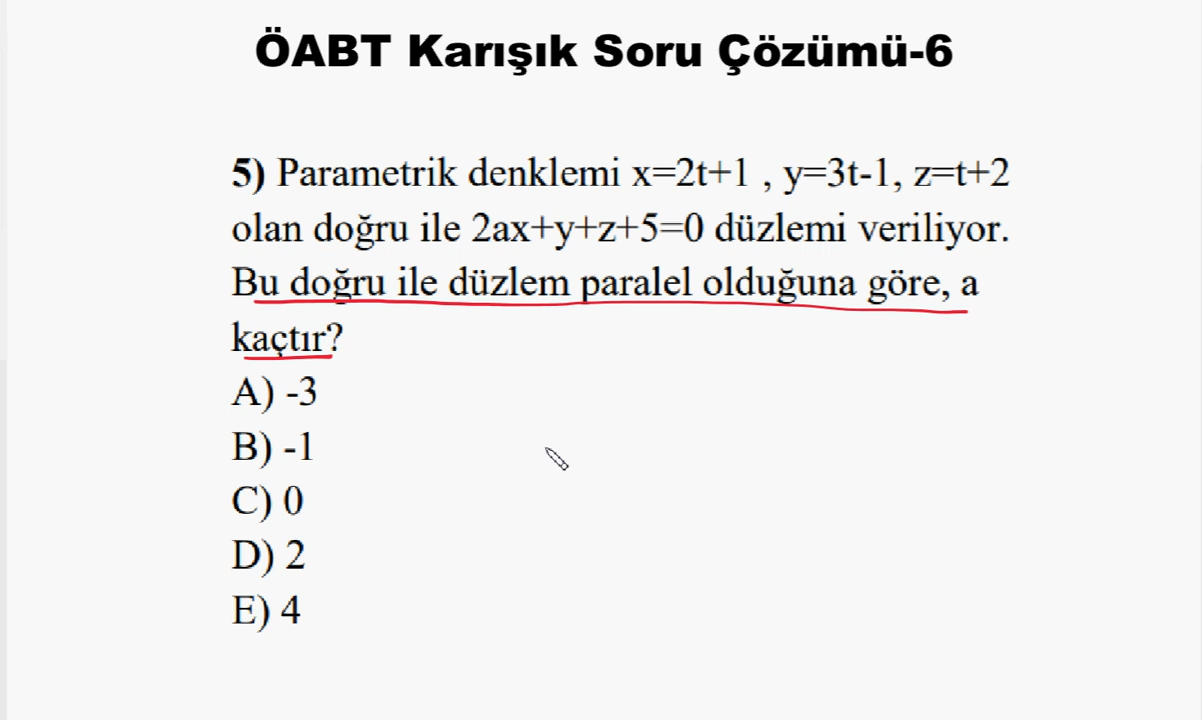 ÖABT Karışık Soru Çözümü-6
5) Parametrik denklemi x=2t+1 , y=3t-1, z=t+2
olan doğru ile 2ax+y+z+5=0 düzlemi veriliyor.
Bu doğru ile düzlem paralel olduğuna göre, a
kaçtır?
A) -3
B) -1
C) 0
D) 2
E) 4